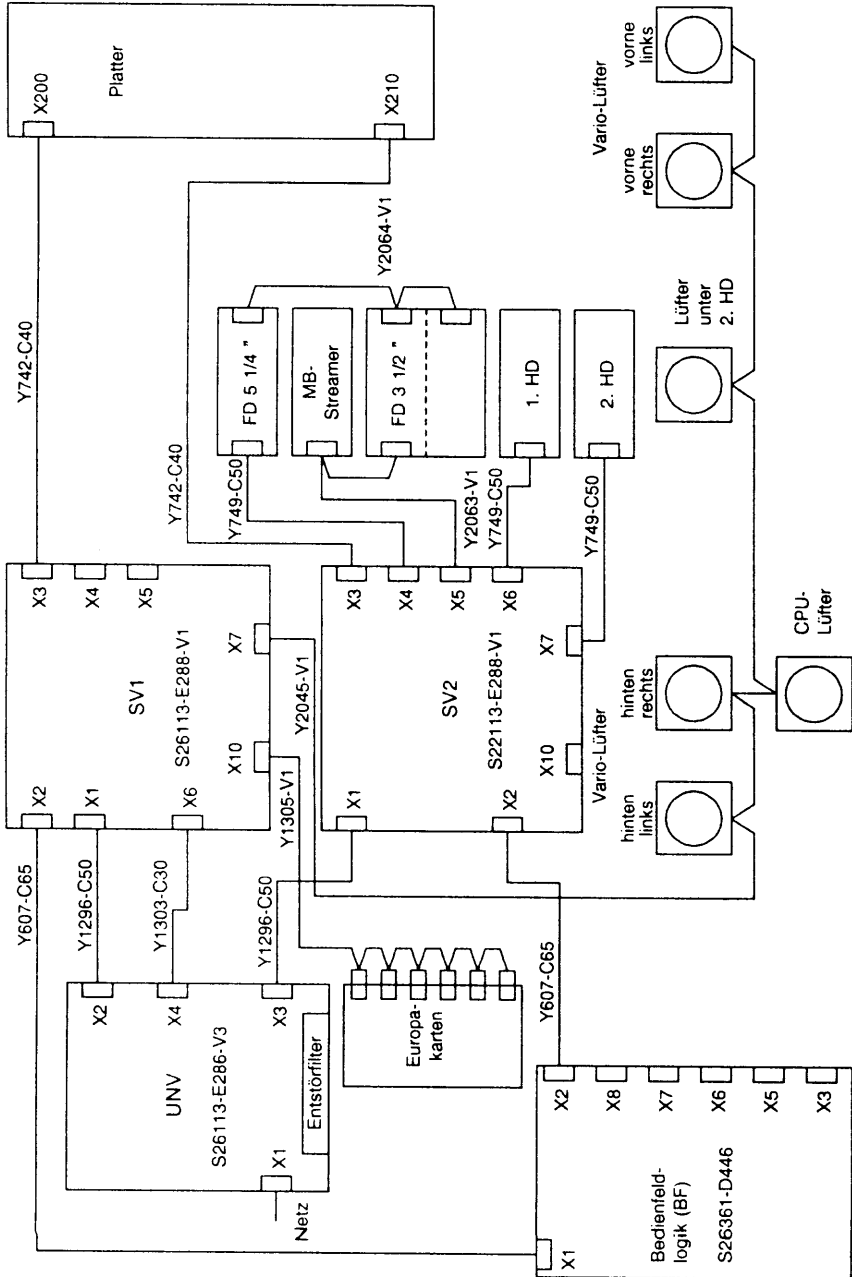 Platter
X200
X210
Y742-C40
Y742-C40
Y2064-V1
FD 5 1/4 "
MB-
Streamer
FD 3 1/2 "
1. HD
2. HD
Y749-C50
Y2063-V1
Y749-C50
Y749-C50
Vario-Lüfter
vorne
links
vorne
rechts
Lüfter
unter
2. HD
CPU-
Lüfter
hinten
rechts
hinten
links
Vario-Lüfter
SV1
S26113-E288-V1
X3
X4
X5
X7
X10
X2
X1
X6
Y2045-V1
Y1305-V1
SV2
S22113-E288-V1
X3
X4
X5
X6
X7
X10
X1
X2
Y607-C65
Y1296-C50
Y1303-C30
Y1296-C50
Y607-C65
UNV
S26113-E286-V3
X2
X4
X3
X1
Entstörfilter
Netz
Europa-
karten
Bedienfeld-
logik (BF)
S26361-D446
X1
X2
X8
X7
X6
X5
X3